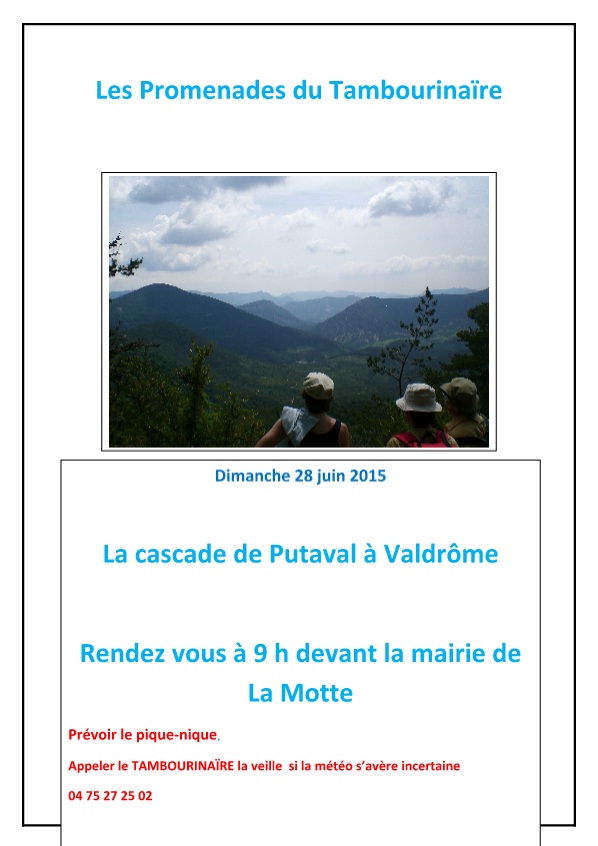 Les Promenades du Tambourinaïre
Dimanche 28 juin 2015
La cascade de Putaval à Valdrôme
Rendez vous à 9 h devant la mairie de
La Motte
Prévoir le pique-nique.
Appeler le TAMBOURINAÏRE la veille  si la météo s’avère incertaine
04 75 27 25 02